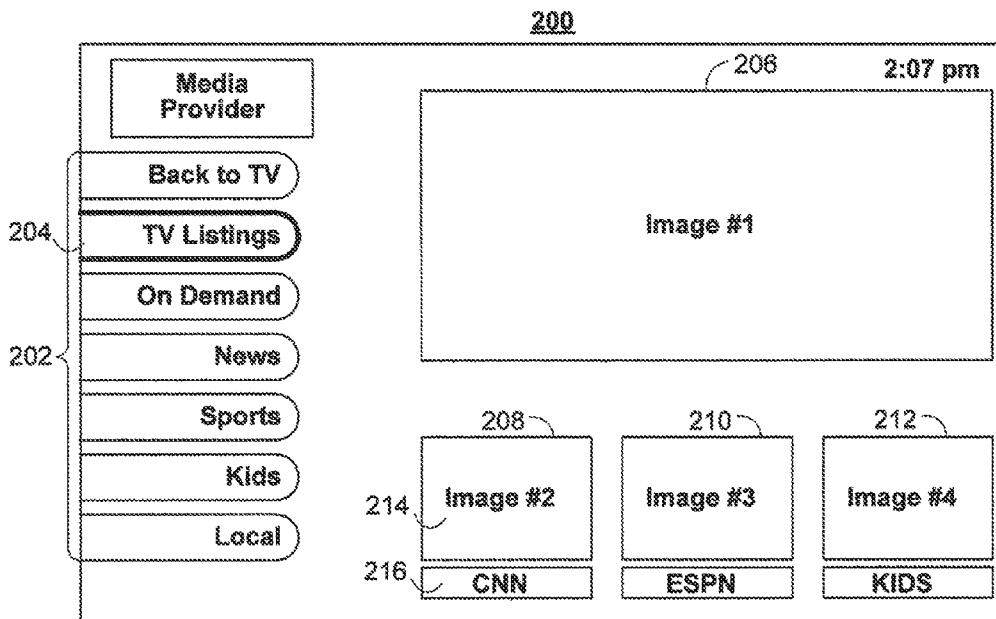 200
206
2:07 pm
Media
Provider
Image #1
Back to TV
204
TV Listings
On Demand
202
News
Sports
Kids
Local
208
210
212
Image #2
Image #3
Image #4
214
216
CNN
ESPN
KIDS